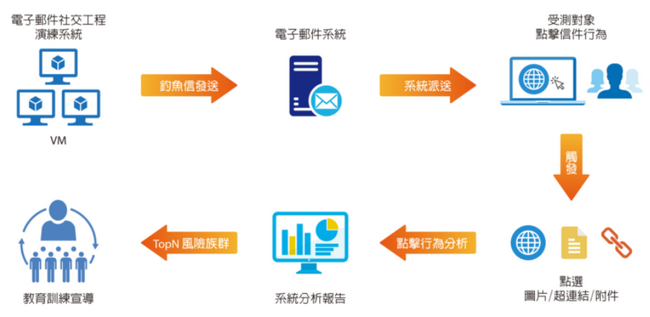 電子郵件社交工程
演練系統
VM
釣魚信發送
電子郵件系統
系統派送
受測對象
點擊信件行為
觸發
點選
圖片/超連結/附件
點擊行為分析
系統分析報告
TopN 風險族群
教育訓練宣導